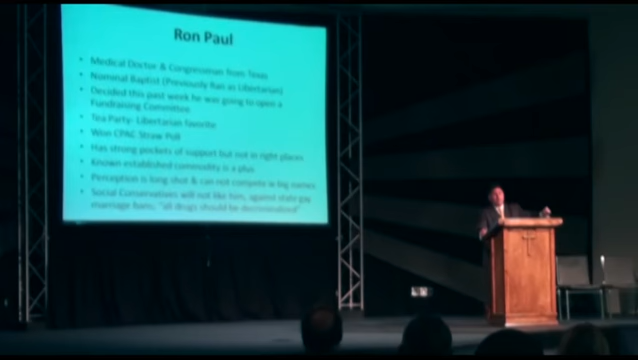 Ron Paul
• Medical Doctor & Congressman from Texas
• Nominal Baptist (Previously Ran as Libertarian)
• Decided this past week he was going to open a
Fundraising Committee
• Tea Party- Libertarian favorite
• Won CPAC Straw Poll
• Has strong pockets of support but not in right places
• Known established commodity is a plus
• Perception is long shot & can not compete w big names
• Social Conservatives will not like him, against state gay
marriage bans, "all drugs should be decriminalized"